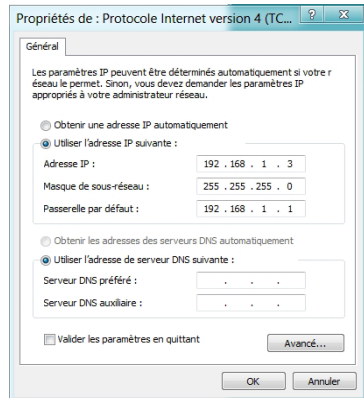 Propriétés de : Protocole Internet version 4 (TC...
Général
Les paramètres IP peuvent être déterminés automatiquement si votre r
éseau le permet. Sinon, vous devez demander les paramètres IP
appropriés à votre administrateur réseau.
Obtenir une adresse IP automatiquement
Utiliser l'adresse IP suivante :
Adresse IP : 192 . 168 . 1 . 3
Masque de sous-réseau : 255 . 255 . 255 . 0
Passerelle par défaut : 192 . 168 . 1 . 1
Obtenir les adresses des serveurs DNS automatiquement
Utiliser l'adresse de serveur DNS suivante :
Serveur DNS préféré : . . .
Serveur DNS auxiliaire : . . .
Valider les paramètres en quittant
Avancé...
OK Annuler